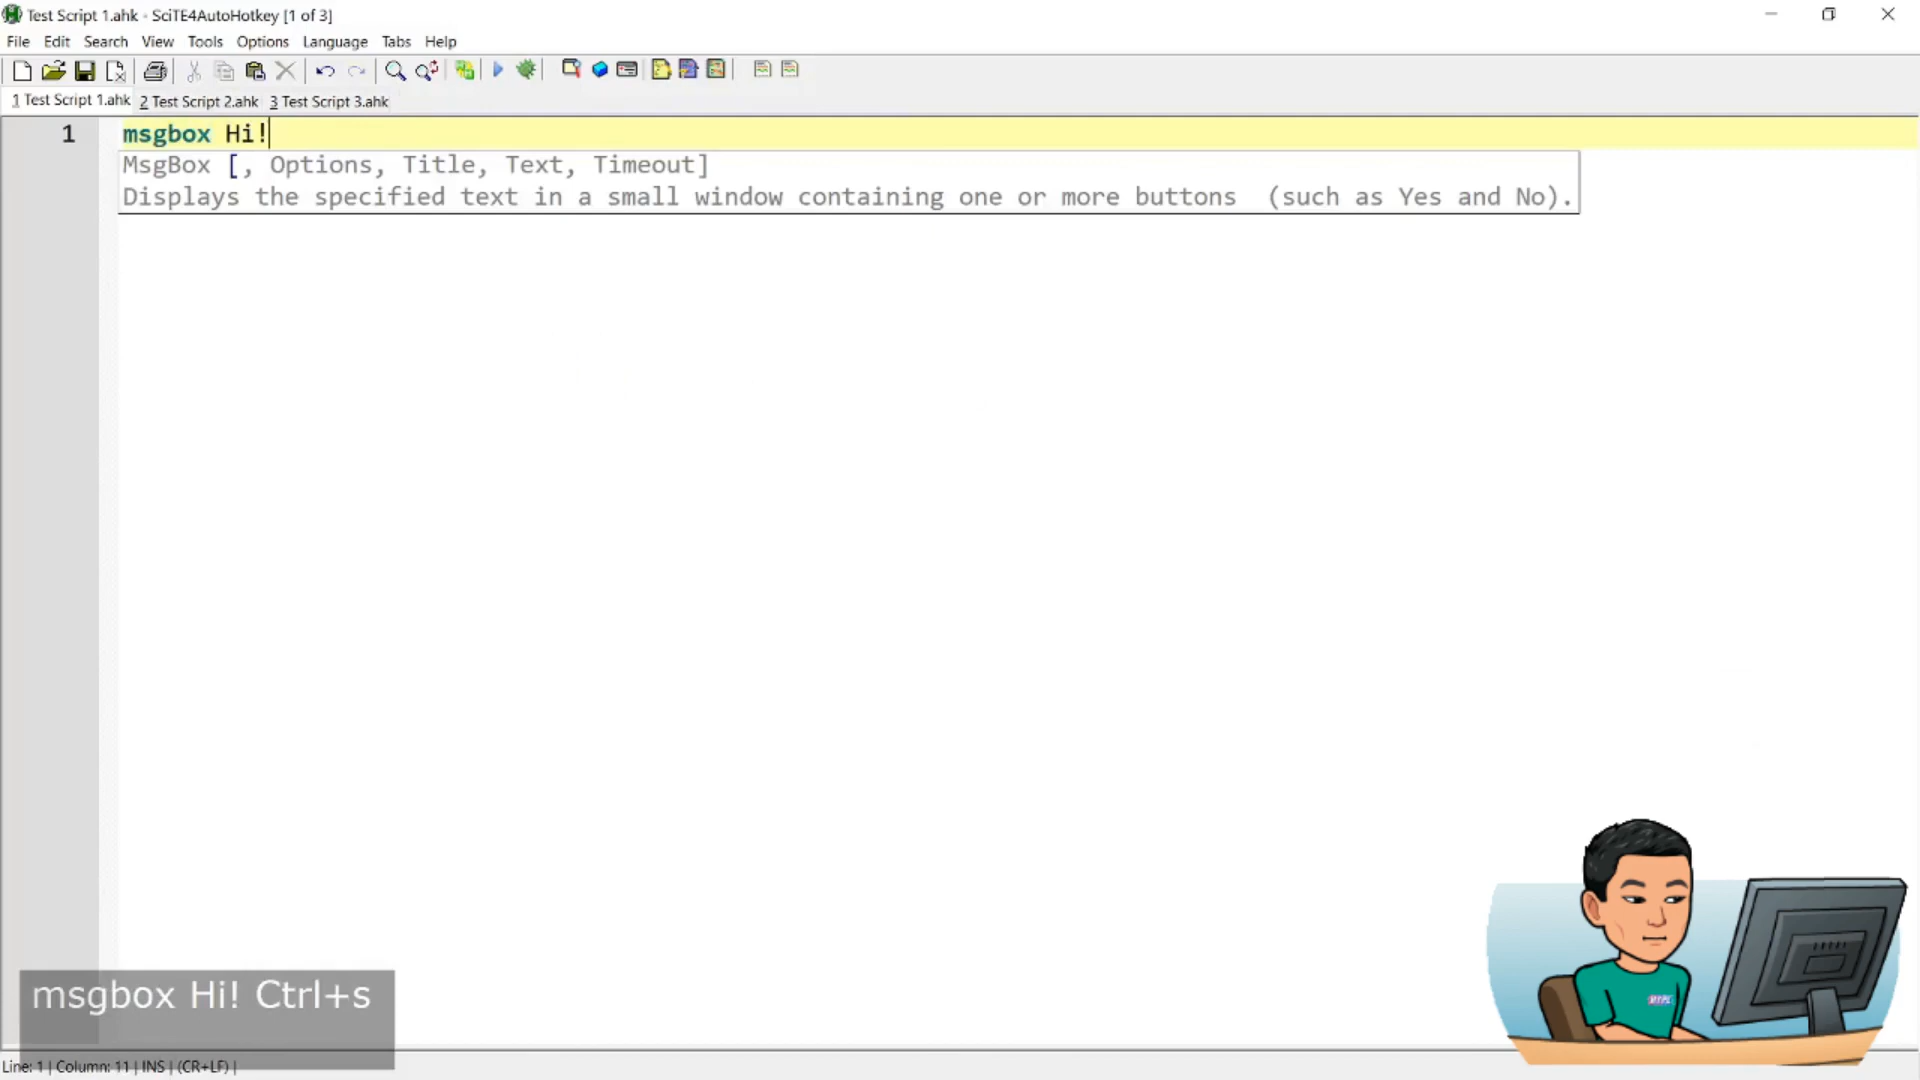 Test Script 1.ahk - SciTE4AutoHotkey [1 of 3]
File Edit Search View Tools Options Language Tabs Help
1 Test Script 1.ahk 2 Test Script 2.ahk 3 Test Script 3.ahk
1 msgbox Hi!
MsgBox [, Options, Title, Text, Timeout]
Displays the specified text in a small window containing one or more buttons (such as Yes and No).
msgbox Hi! Ctrl+s
Line: 1 | Column: 11 | INS | (CR+LF) |